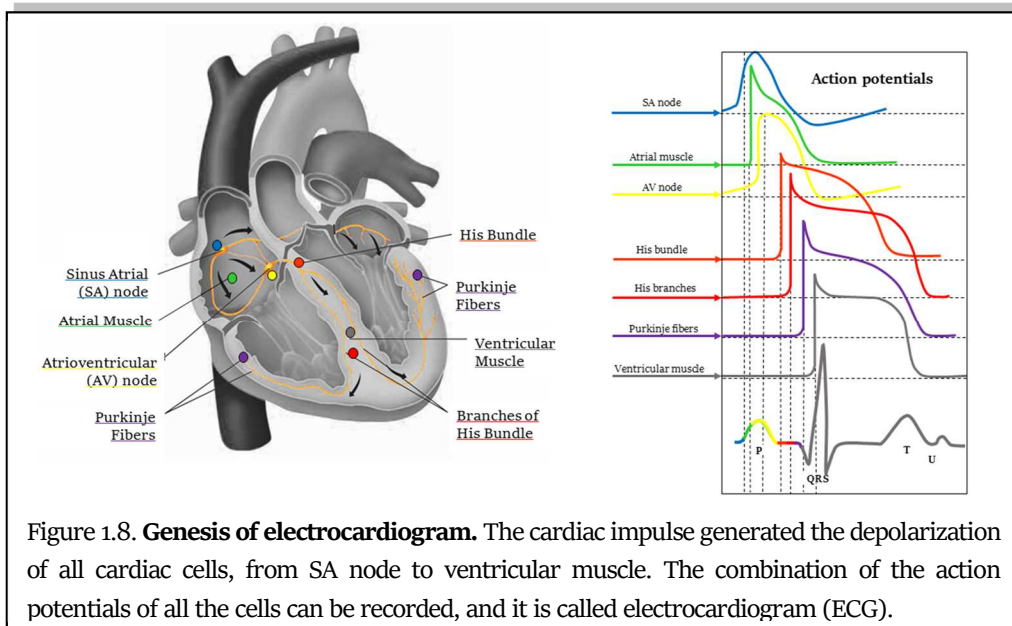 Sinus Atrial
(SA) node
Atrial Muscle
Atrioventricular
(AV) node
Purkinje
Fibers
His Bundle
Purkinje
Fibers
Ventricular
Muscle
Branches of
His Bundle
Action potentials
SA node
Atrial muscle
AV node
His bundle
His branches
Purkinje fibers
Ventricular muscle
P
QRS
T
U
Figure 1.8. Genesis of electrocardiogram. The cardiac impulse generated the depolarization
of all cardiac cells, from SA node to ventricular muscle. The combination of the action
potentials of all the cells can be recorded, and it is called electrocardiogram (ECG).